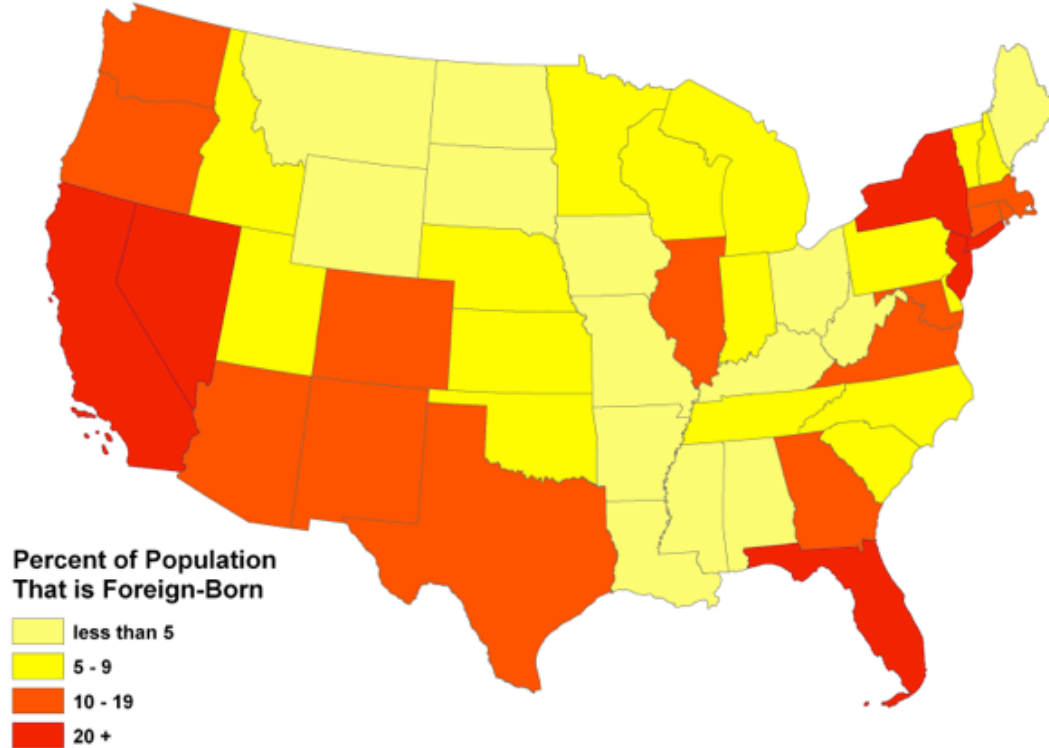 Percent of Population
That is Foreign-Born
less than 5
5 - 9
10 - 19
20 +